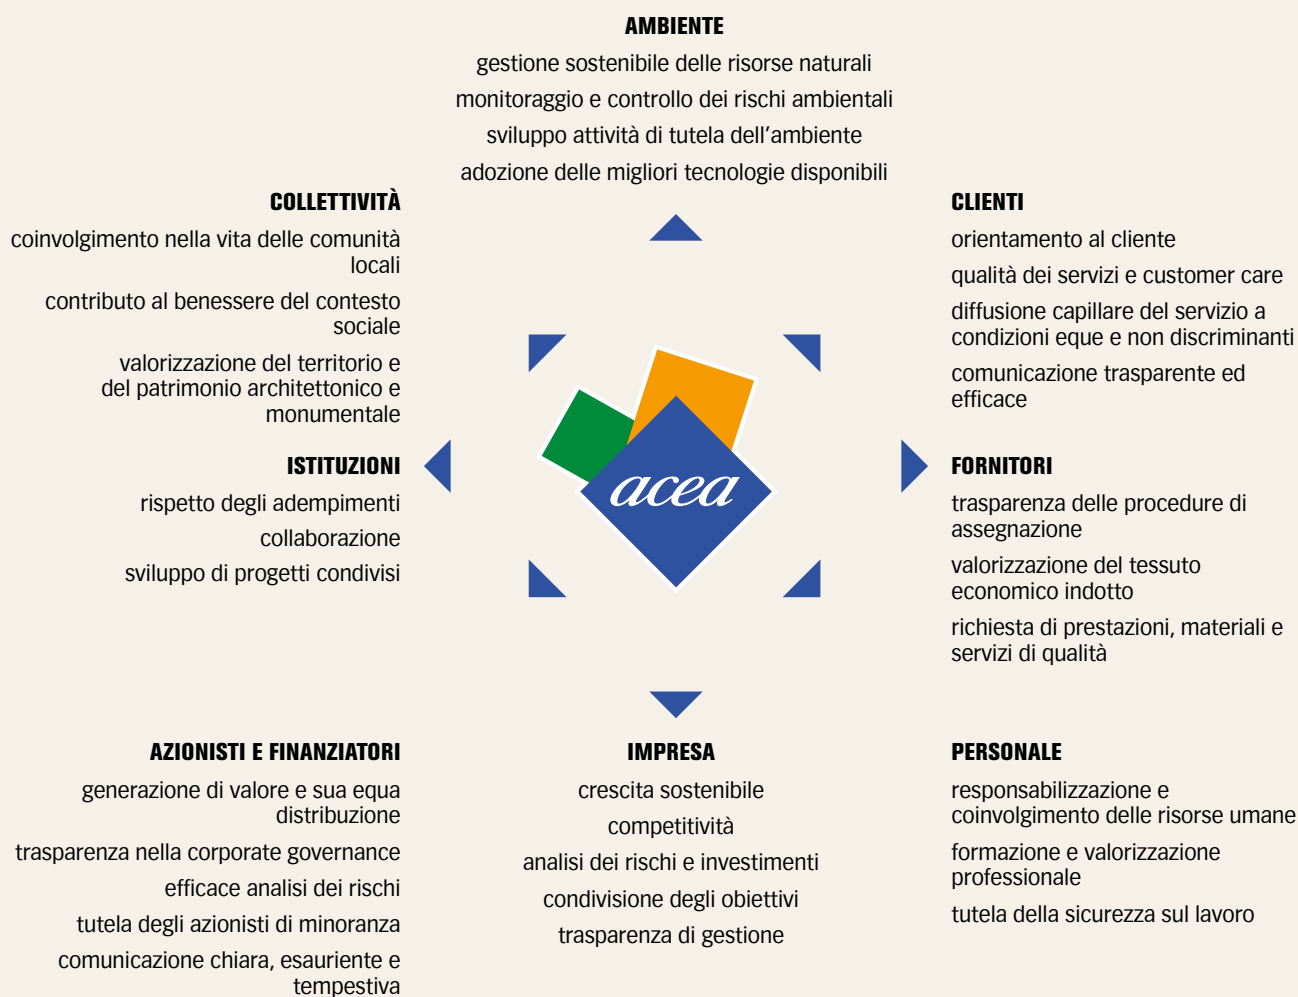 AMBIENTE
gestione sostenibile delle risorse naturali
monitoraggio e controllo dei rischi ambientali
sviluppo attività di tutela dell’ambiente
adozione delle migliori tecnologie disponibili
COLLETTIVITÀ
coinvolgimento nella vita delle comunità
locali
contributo al benessere del contesto
sociale
valorizzazione del territorio e
del patrimonio architettonico e
monumentale
CLIENTI
orientamento al cliente
qualità dei servizi e customer care
diffusione capillare del servizio a
condizioni eque e non discriminanti
comunicazione trasparente ed
efficace
acea
ISTITUZIONI
rispetto degli adempimenti
collaborazione
sviluppo di progetti condivisi
FORNITORI
trasparenza delle procedure di
assegnazione
valorizzazione del tessuto
economico indotto
richiesta di prestazioni, materiali e
servizi di qualità
AZIONISTI E FINANZIATORI
generazione di valore e sua equa
distribuzione
trasparenza nella corporate governance
efficace analisi dei rischi
tutela degli azionisti di minoranza
comunicazione chiara, esauriente e
tempestiva
IMPRESA
crescita sostenibile
competitività
analisi dei rischi e investimenti
condivisione degli obiettivi
trasparenza di gestione
PERSONALE
responsabilizzazione e
coinvolgimento delle risorse umane
formazione e valorizzazione
professionale
tutela della sicurezza sul lavoro